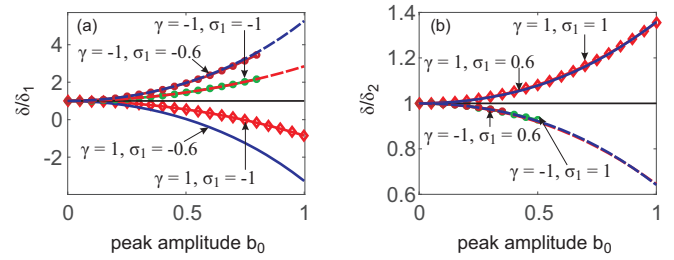 (a)
γ = -1, σ1 = -1
γ = -1, σ1 = -0.6
γ = 1, σ1 = -0.6
γ = 1, σ1 = -1
4
2
0
-2
δ/δ1
0
0.5
1
peak amplitude b0
(b)
γ = 1, σ1 = 1
γ = 1, σ1 = 0.6
γ = -1, σ1 = 0.6
γ = -1, σ1 = 1
1.4
1.2
1
0.8
0.6
δ/δ2
0
0.5
1
peak amplitude b0